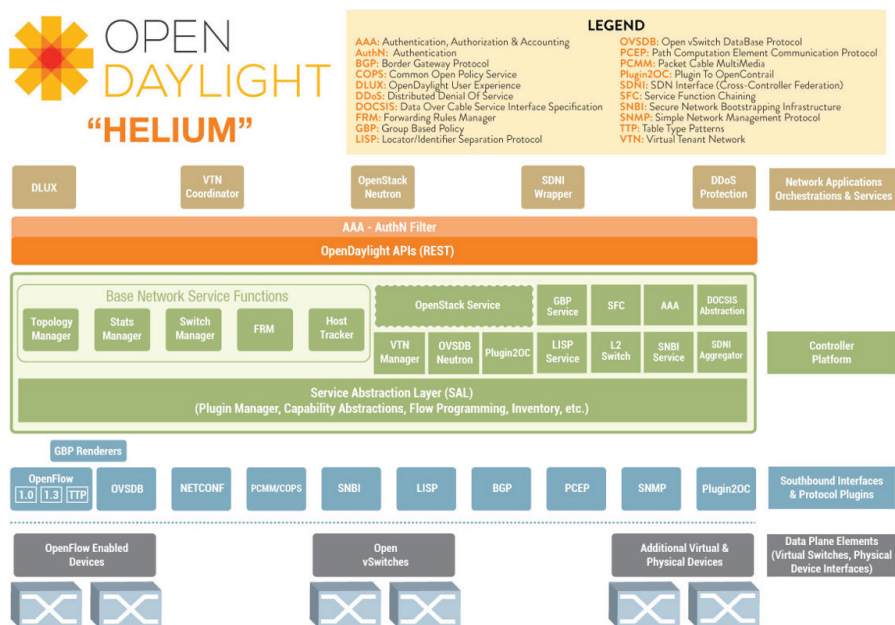 OPEN
DAYLIGHT
“HELIUM”
LEGEND
AAA: Authentication, Authorization & Accounting
AuthN: Authentication
BGP: Border Gateway Protocol
COPS: Common Open Policy Service
DLUX: OpenDaylight User Experience
DDoS: Distributed Denial Of Service
DOCSIS: Data Over Cable Service Interface Specification
FRM: Forwarding Rules Manager
GBP: Group Based Policy
LISP: Locator/Identifier Separation Protocol
OVSDB: Open vSwitch DataBase Protocol
PCEP: Path Computation Element Communication Protocol
PCMM: Packet Cable MultiMedia
Plugin2OC: Plugin To OpenContrail
SDNI: SDN Interface (Cross-Controller Federation)
SFC: Service Function Chaining
SNBI: Secure Network Bootstrapping Infrastructure
SNMP: Simple Network Management Protocol
TTP: Table Type Patterns
VTN: Virtual Tenant Network
DLUX
VTN
Coordinator
OpenStack
Neutron
SDNI
Wrapper
DDoS
Protection
Network Applications
Orchestrations & Services
AAA - AuthN Filter
OpenDaylight APIs (REST)
Base Network Service Functions
Topology
Manager
Stats
Manager
Switch
Manager
FRM
Host
Tracker
OpenStack Service
GBP
Service
SFC
AAA
DOCSIS
Abstraction
VTN
Manager
OVSDB
Neutron
Plugin2OC
LISP
Service
L2
Switch
SNBI
Service
SDNI
Aggregator
Controller
Platform
Service Abstraction Layer (SAL)
(Plugin Manager, Capability Abstractions, Flow Programming, Inventory, etc.)
GBP Renderers
OpenFlow
1.0 1.3 TTP
OVSDB
NETCONF
PCMM/COPS
SNBI
LISP
BGP
PCEP
SNMP
Plugin2OC
Southbound Interfaces
& Protocol Plugins
OpenFlow Enabled
Devices
Open
vSwitches
Additional Virtual &
Physical Devices
Data Plane Elements
(Virtual Switches, Physical
Device Interfaces)